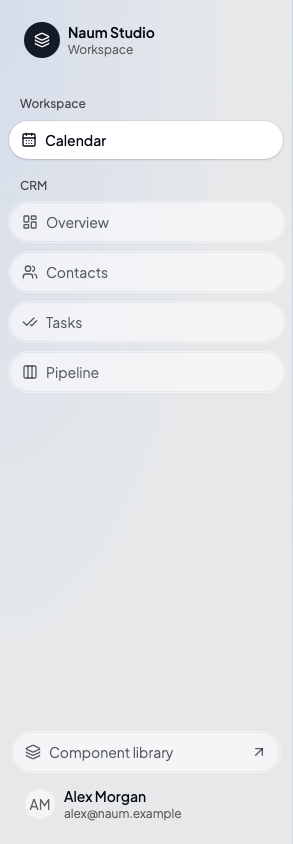 Naum Studio
Workspace
Workspace
Calendar
CRM
Overview
Contacts
Tasks
Pipeline
Component library
AM
Alex Morgan
alex@naum.example